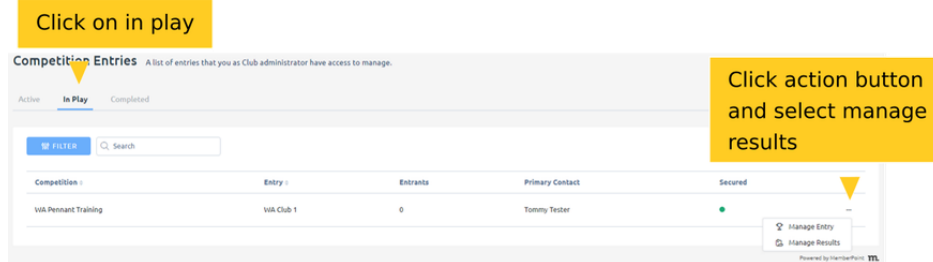 Click on in play
Competition Entries A list of entries that you as Club administrator have access to manage.
Click action button
and select manage
results
Active In Play Completed
FILTER Search
Competition Entry Entrants Primary Contact Secured
WA Pennant Training WA Club 1 0 Tommy Tester ...
Manage Entry
Manage Results
Powered by MemberPoint m.